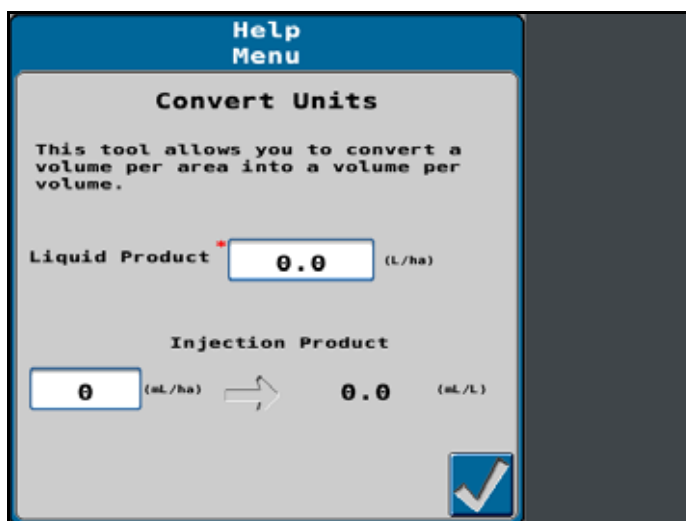 Help
Menu
Convert Units
This tool allows you to convert a
volume per area into a volume per
volume.
Liquid Product * 0.0 (L/ha)
Injection Product
0 (mL/ha) 0.0 (mL/L)